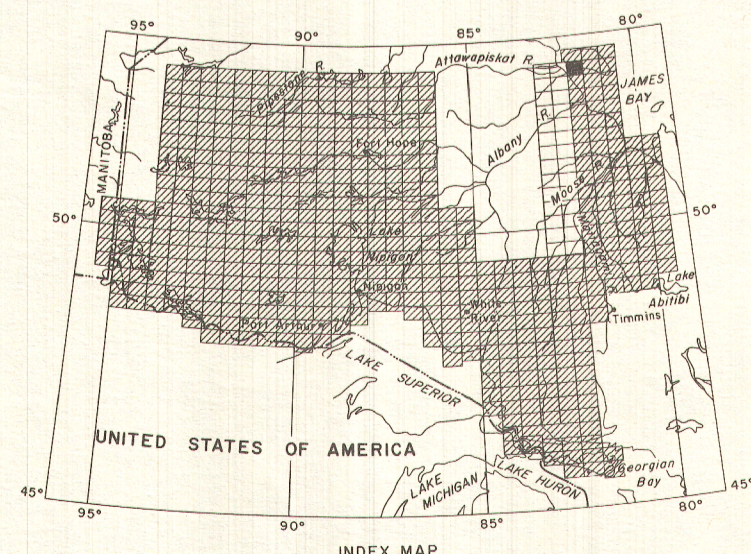 95°
90°
85°
80°
Attawapiskat R.
Pipestone
R.
JAMES
BAY
MANITOBA
R.
Fort Hope
Albany
Moose R.
50°
50°
Lake
Nipigon
Mattagami
Nipigon
Lake
Abitibi
White
River
Timmins
Port Arthur
LAKE SUPERIOR
UNITED STATES OF AMERICA
Georgian
Bay
LAKE
MICHIGAN
LAKE HURON
45°
45°
95°
90°
85°
80°
INDEX MAP